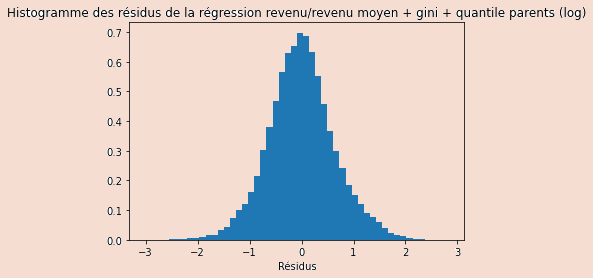 Histogramme des résidus de la régression revenu/revenu moyen + gini + quantile parents (log)
0.7
0.6
0.5
0.4
0.3
0.2
0.1
0.0
−3 −2 −1 0 1 2 3
Résidus